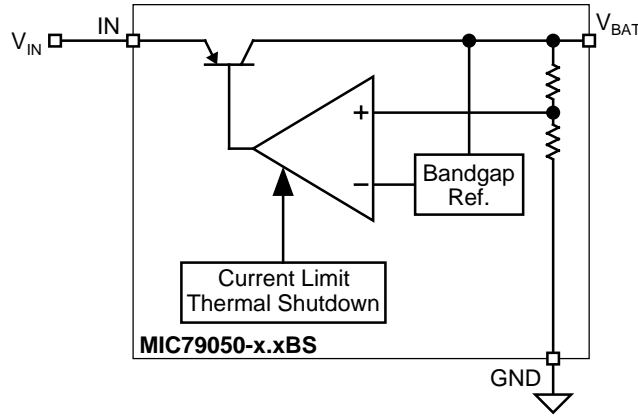 IN
V_BAT
V_IN
+
−
Bandgap
Ref.
Current Limit
Thermal Shutdown
MIC79050-x.xBS
GND